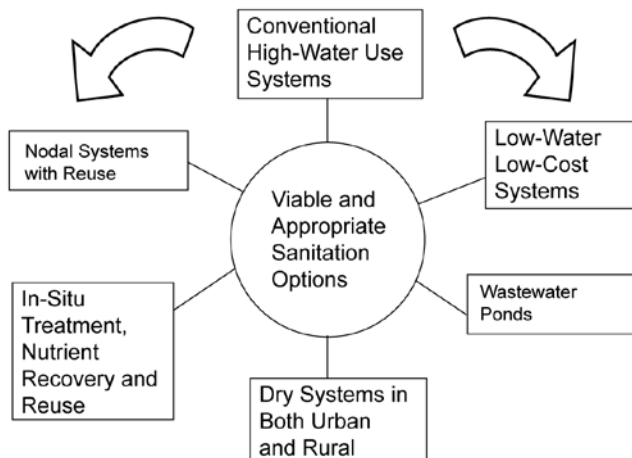 Conventional
High-Water Use
Systems
Nodal Systems
with Reuse
Low-Water
Low-Cost
Systems
Viable and
Appropriate
Sanitation
Options
In-Situ
Treatment,
Nutrient
Recovery and
Reuse
Wastewater
Ponds
Dry Systems in
Both Urban
and Rural